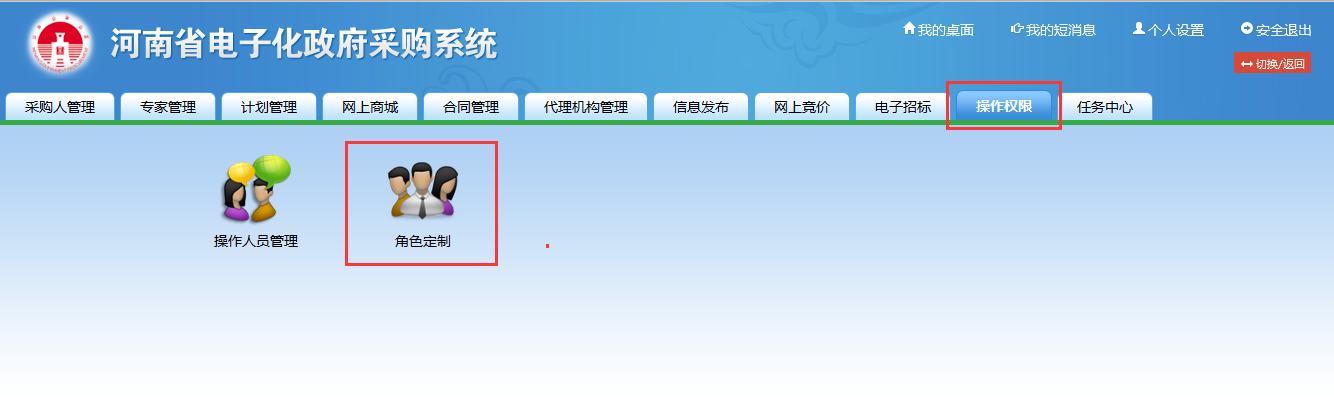 河南省电子化政府采购系统
我的桌面 我的短消息 个人设置 安全退出
切换/返回
采购人管理 专家管理 计划管理 网上商城 合同管理 代理机构管理 信息发布 网上竞价 电子招标 操作权限 任务中心
操作人员管理 角色定制